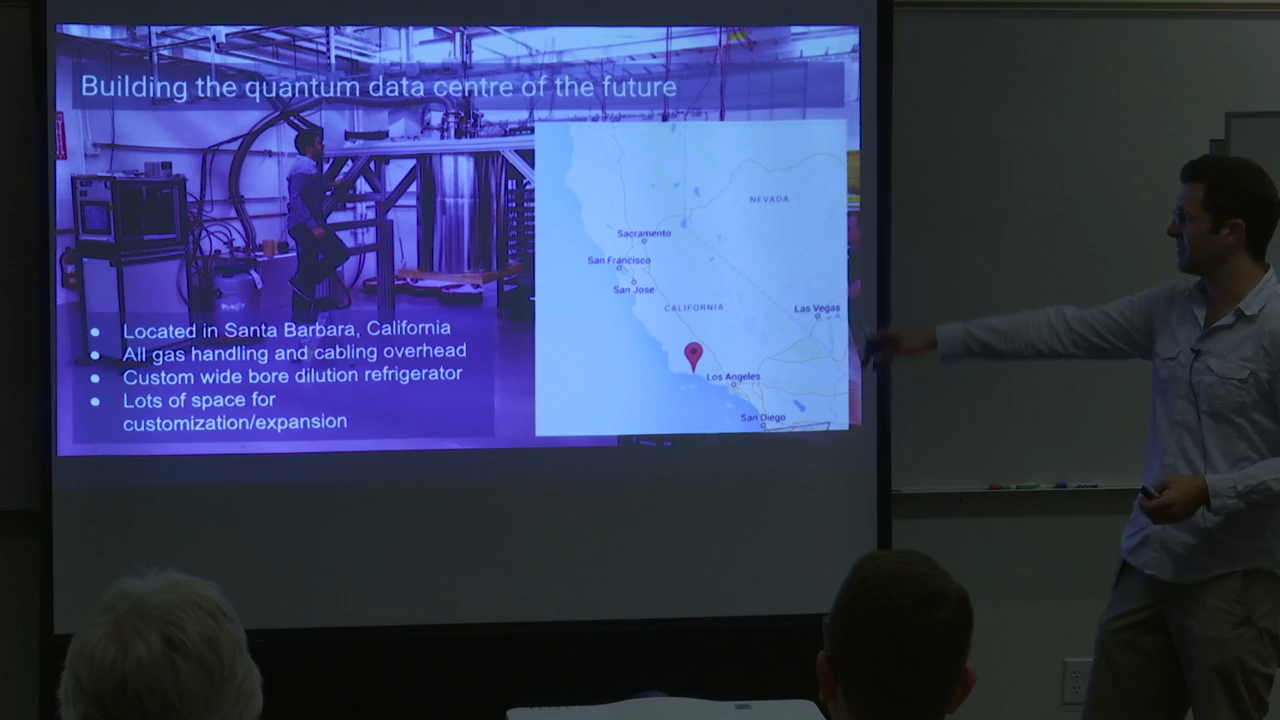 Building the quantum data centre of the future
NEVADA
Sacramento
San Francisco
San Jose
CALIFORNIA
Las Vegas
Los Angeles
San Diego
● Located in Santa Barbara, California
● All gas handling and cabling overhead
● Custom wide bore dilution refrigerator
● Lots of space for
customization/expansion